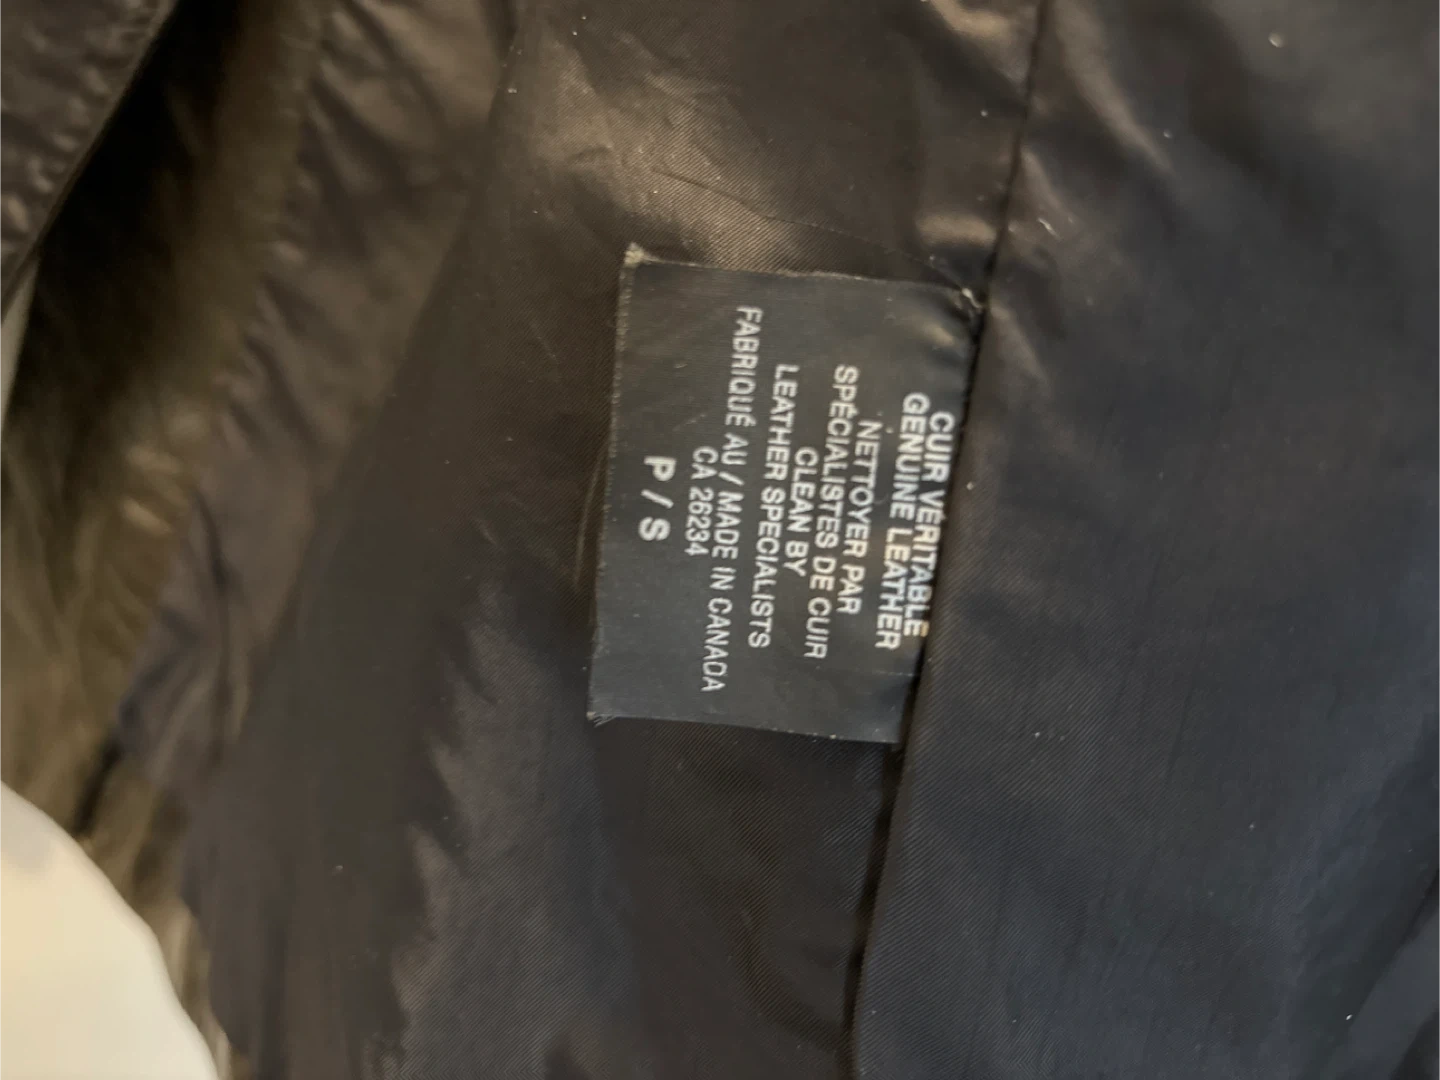 CUIR VÉRITABLE
GENUINE LEATHER
NETTOYER PAR
SPÉCIALISTES DE CUIR
CLEAN BY
LEATHER SPECIALISTS
FABRIQUÉ AU / MADE IN CANADA
CA 26234
P / S